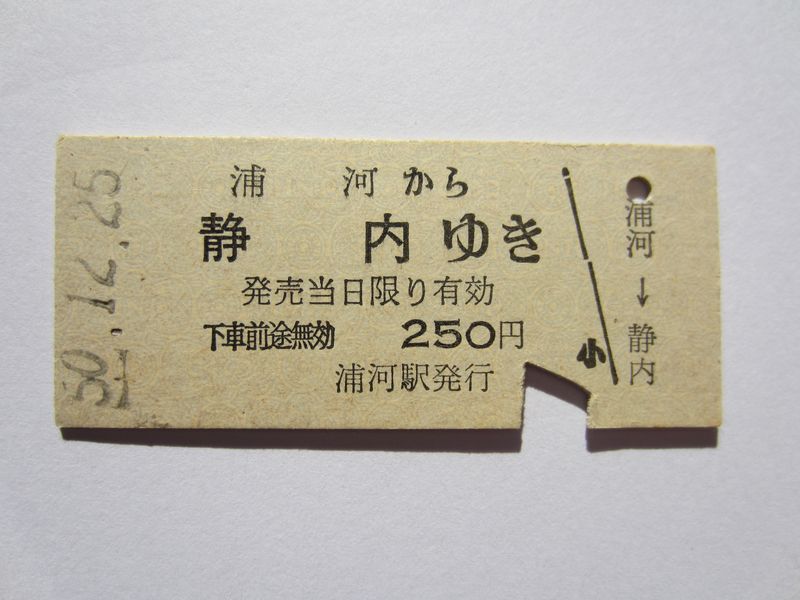 50.12.25
浦河から
静内ゆき
発売当日限り有効
下車前途無効 250円
浦河駅発行
小
浦河→静内